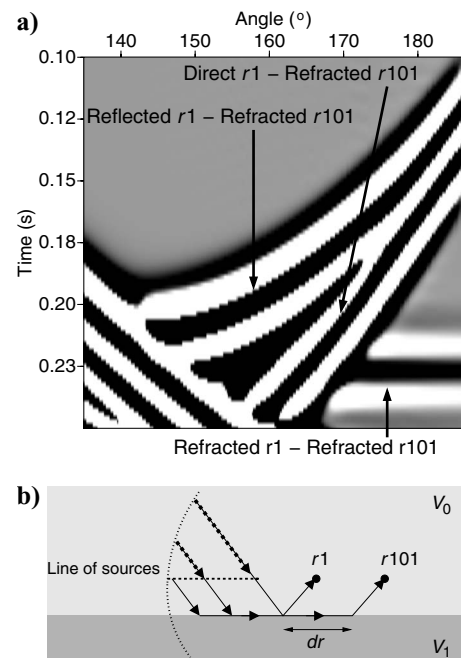 a)
Angle (o)
140 150 160 170 180
0.10
0.12
0.15
0.18
0.20
0.23
Time (s)
Direct r1 – Refracted r101
Reflected r1 – Refracted r101
Refracted r1 – Refracted r101
b)
V0
Line of sources
r1 r101
dr
V1